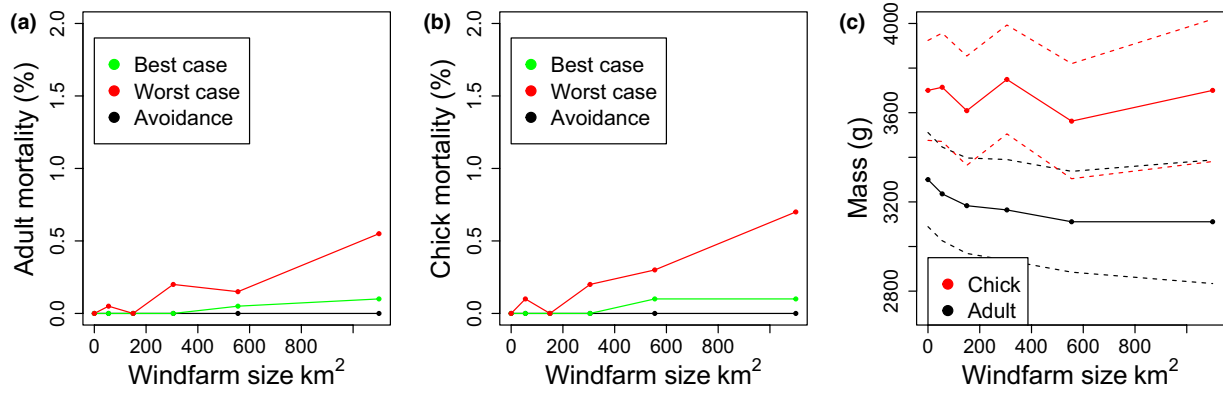 (a)
Adult mortality (%)
2.0
1.5
1.0
0.5
0.0
Best case
Worst case
Avoidance
0 200 400 600 800
Windfarm size km²
(b)
Chick mortality (%)
2.0
1.5
1.0
0.5
0.0
Best case
Worst case
Avoidance
0 200 400 600 800
Windfarm size km²
(c)
Mass (g)
4000
3600
3200
2800
Chick
Adult
0 200 400 600 800
Windfarm size km²